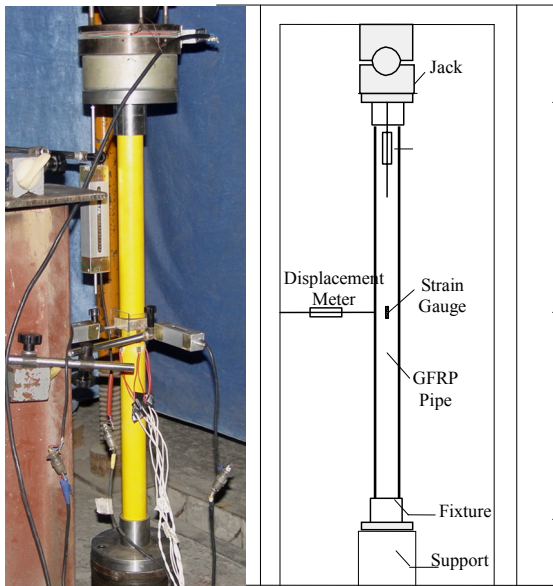 Jack
Displacement
Meter
Strain
Gauge
GFRP
Pipe
Fixture
Support